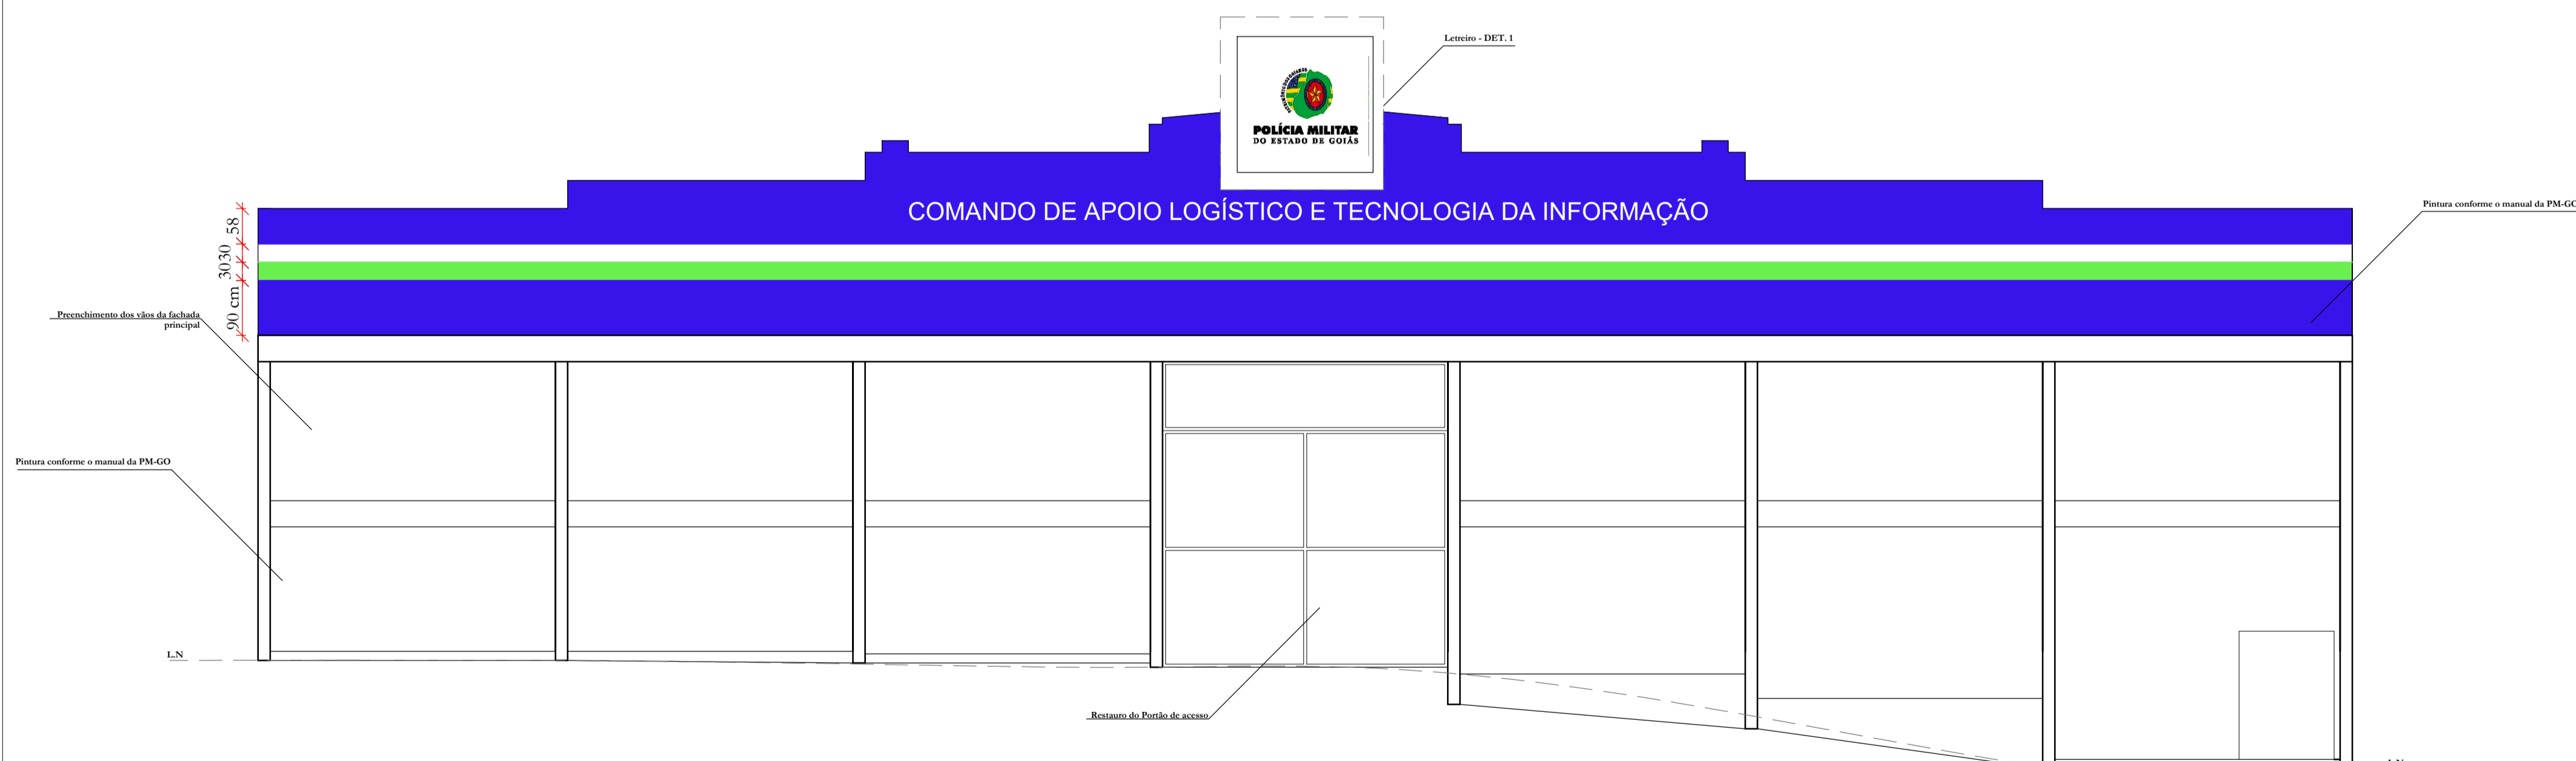 Letreiro - DET. 1
POLÍCIA MILITAR
DO ESTADO DE GOIÁS
COMANDO DE APOIO LOGÍSTICO E TECNOLOGIA DA INFORMAÇÃO
Pintura conforme o manual da PM-GO
58
30
30
90 cm
Preenchimento dos vãos da fachada
principal
Pintura conforme o manual da PM-GO
L.N
Restauro do Portão de acesso